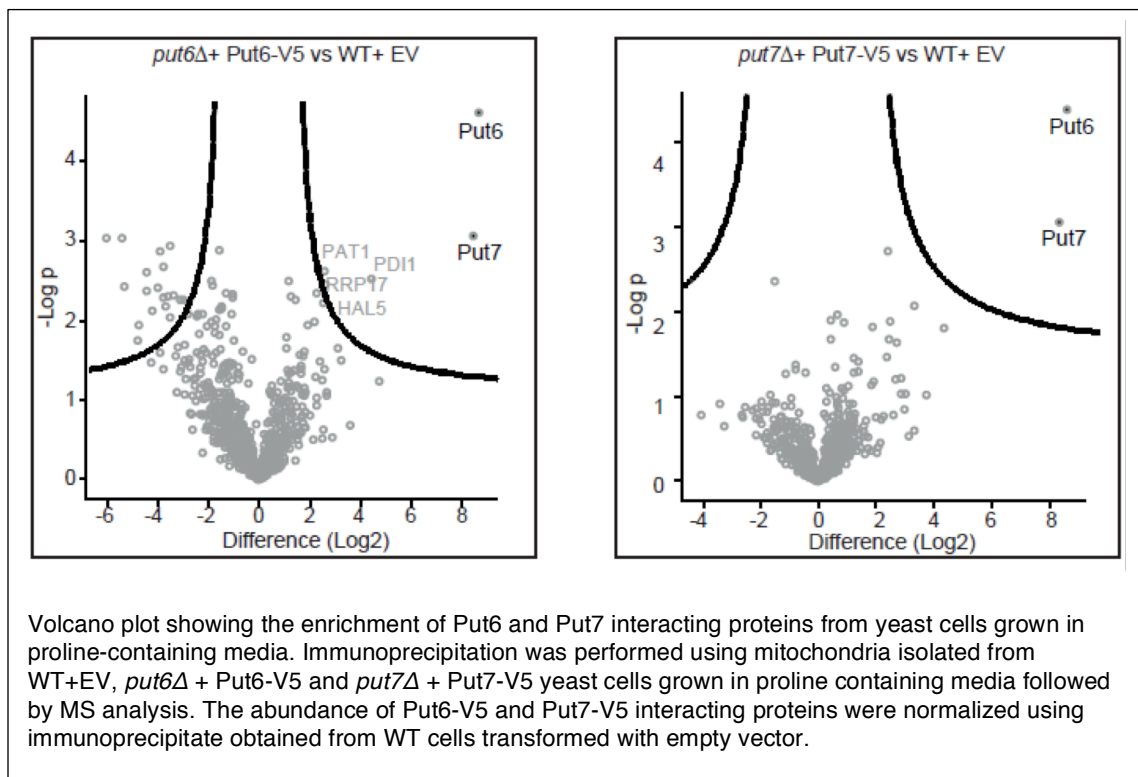 put6Δ+ Put6-V5 vs WT+ EV
Put6
4
Put7
3
PAT1
PDI1
RRP17
HAL5
-Log p
2
1
0
-6 -4 -2 0 2 4 6 8
Difference (Log2)
put7Δ+ Put7-V5 vs WT+ EV
Put6
4
Put7
3
-Log p
2
1
0
-4 -2 0 2 4 6 8
Difference (Log2)
Volcano plot showing the enrichment of Put6 and Put7 interacting proteins from yeast cells grown in
proline-containing media. Immunoprecipitation was performed using mitochondria isolated from
WT+EV, put6Δ + Put6-V5 and put7Δ + Put7-V5 yeast cells grown in proline containing media followed
by MS analysis. The abundance of Put6-V5 and Put7-V5 interacting proteins were normalized using
immunoprecipitate obtained from WT cells transformed with empty vector.